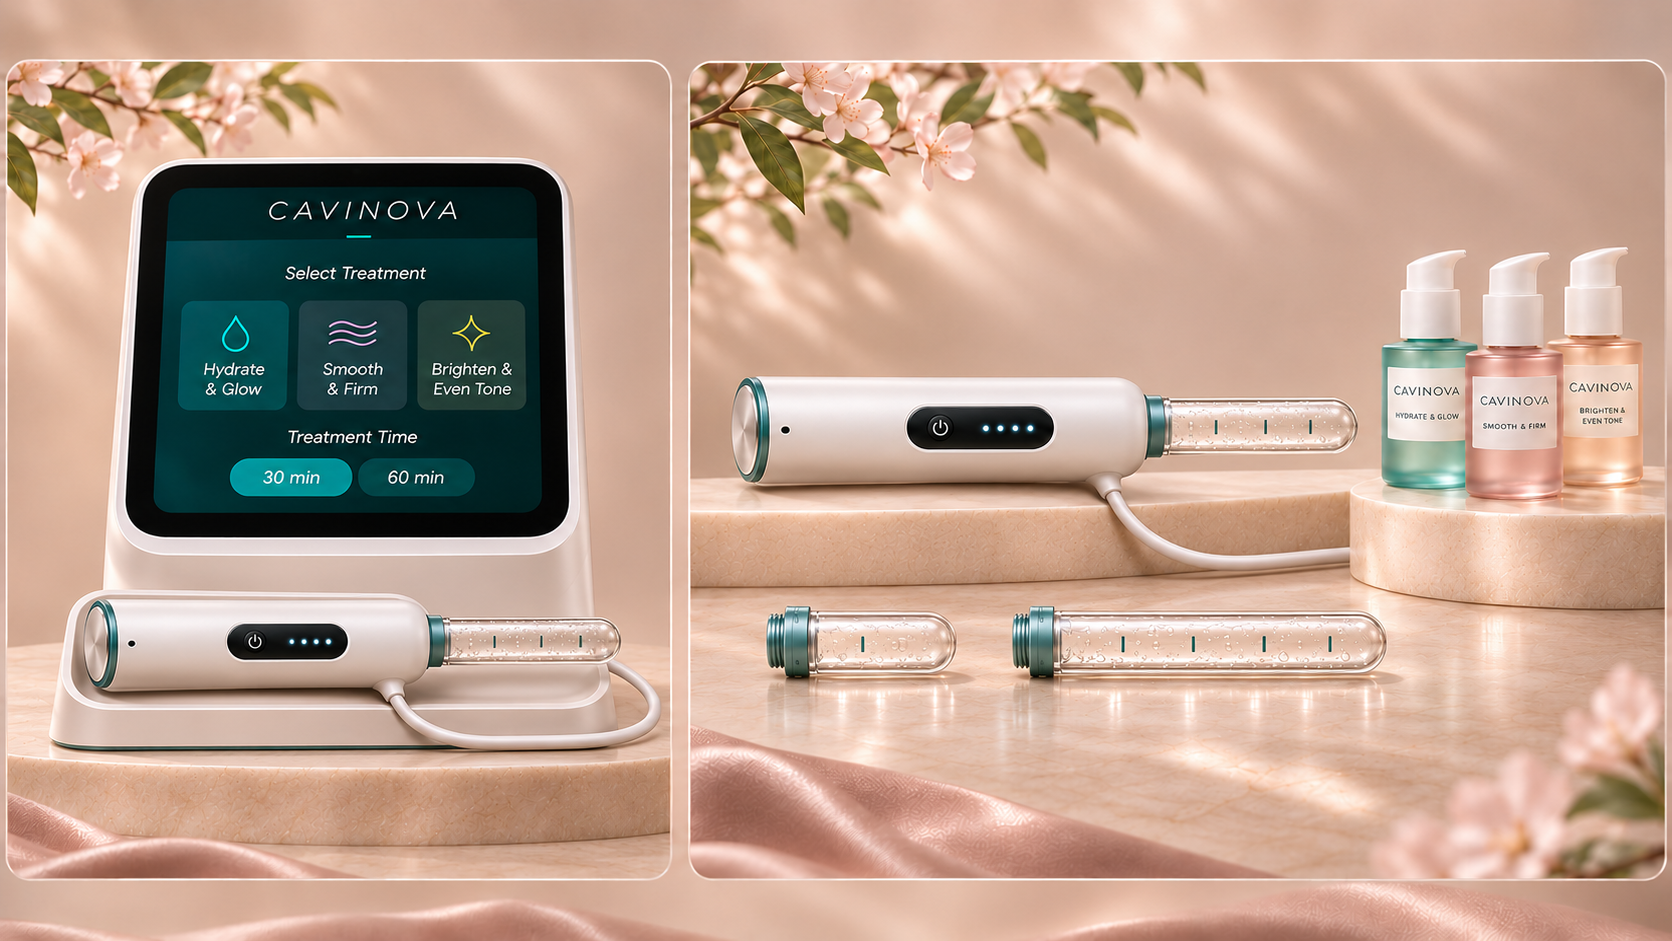 CAVINOVA
Select Treatment
Hydrate
& Glow
Smooth
& Firm
Brighten &
Even Tone
Treatment Time
30 min
60 min
CAVINOVA
HYDRATE & GLOW
CAVINOVA
SMOOTH & FIRM
CAVINOVA
BRIGHTEN &
EVEN TONE